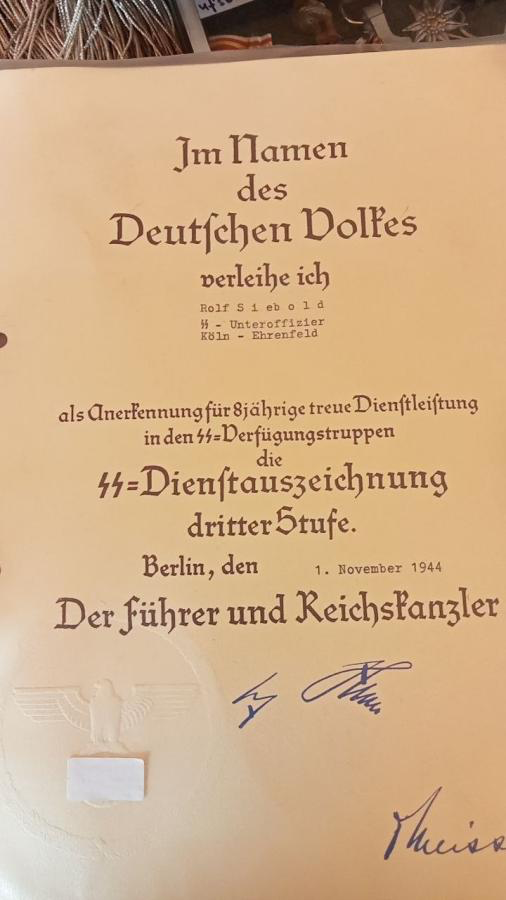 Im Namen
des
Deutschen Volkes
verleihe ich
Rolf S i eb o l d
SS - Unteroffizier
Köln - Ehrenfeld
als Anerkennung für 8jährige treue Dienstleistung
in den SS=Verfügungstruppen
die
SS=Dienstauszeichnung
dritter Stufe.
Berlin, den 1. November 1944
Der Führer und Reichskanzler